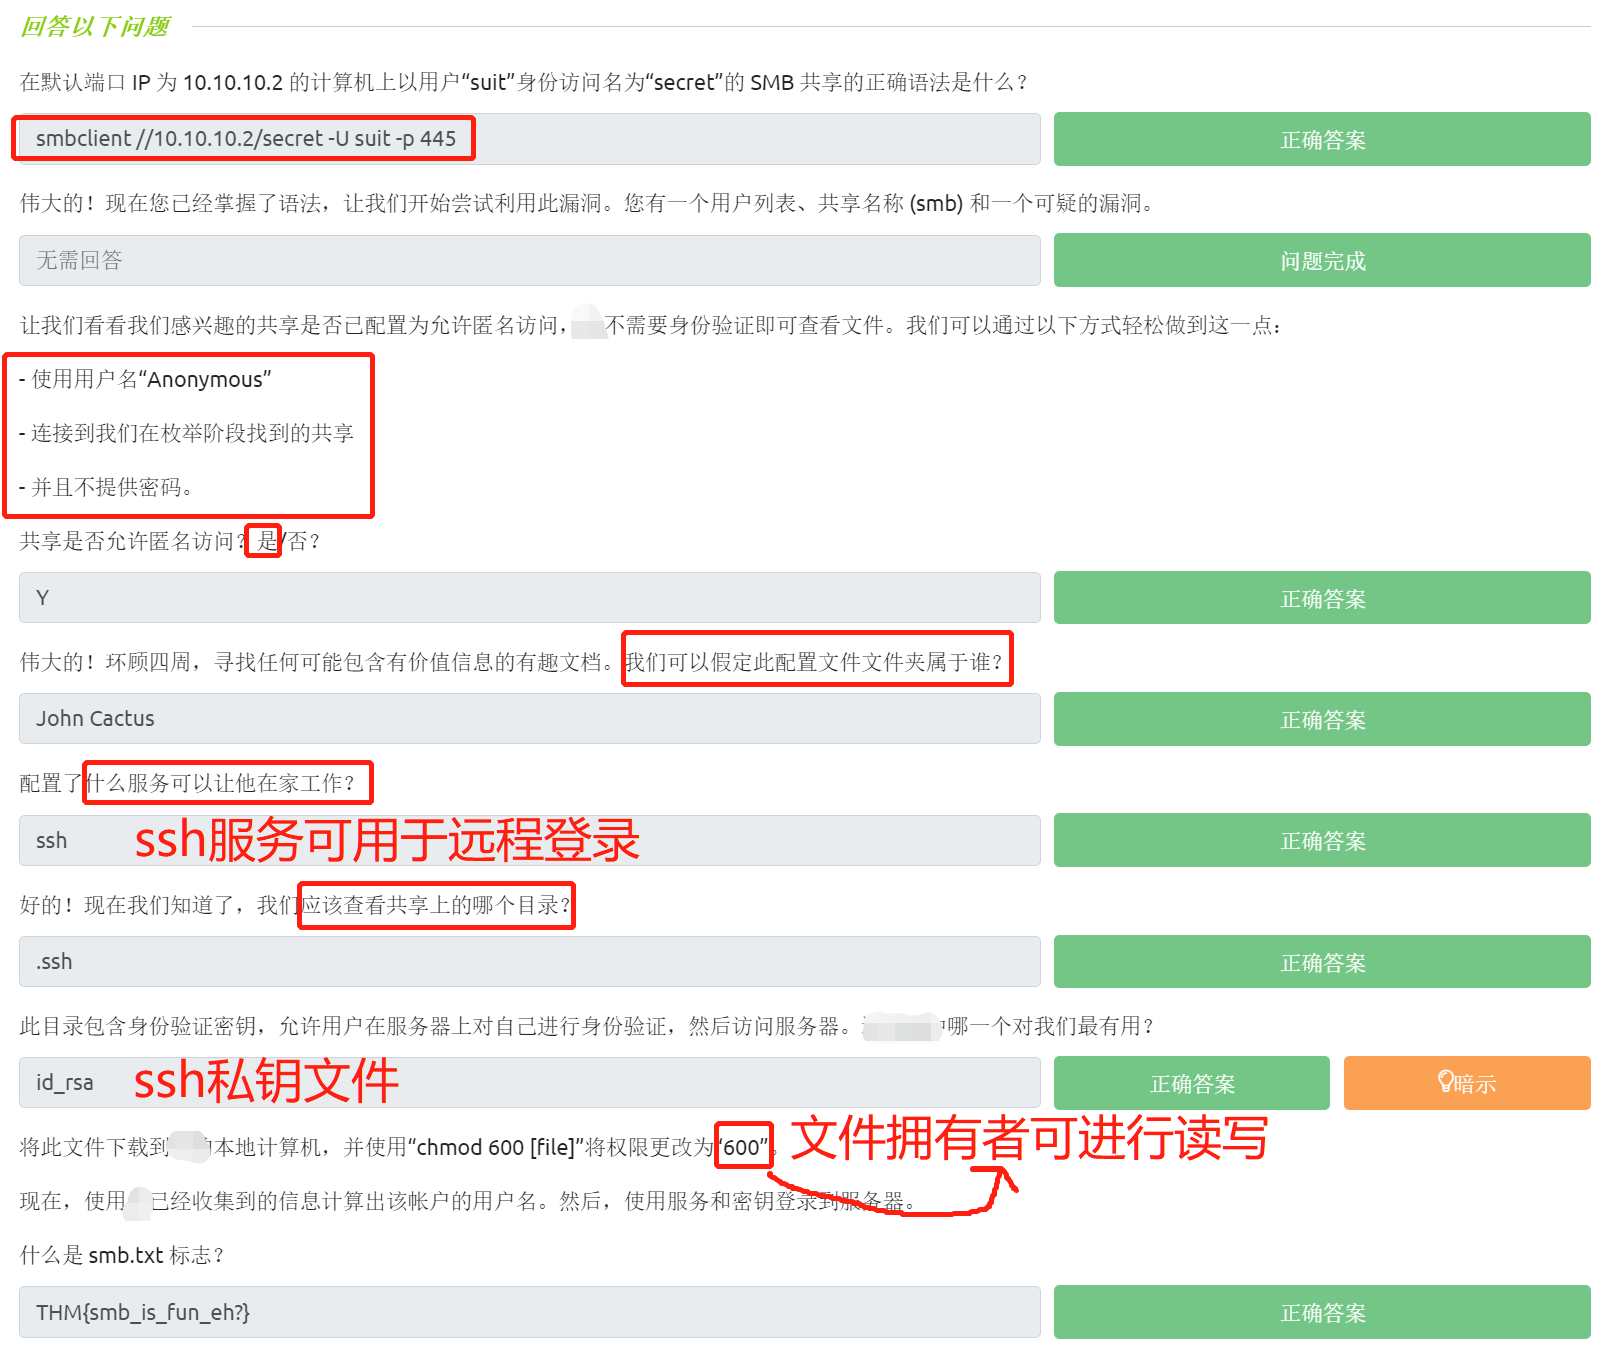 回答以下问题
在默认端口 IP 为 10.10.10.2 的计算机上以用户“suit”身份访问名为“secret”的 SMB 共享的正确语法是什么？
smbclient //10.10.10.2/secret -U suit -p 445
正确答案
伟大的！现在您已经掌握了语法，让我们开始尝试利用此漏洞。您有一个用户列表、共享名称 (smb) 和一个可疑的漏洞。
无需回答
问题完成
让我们看看我们感兴趣的共享是否已配置为允许匿名访问，不需要身份验证即可查看文件。我们可以通过以下方式轻松做到这一点：
- 使用用户名“Anonymous”
- 连接到我们在枚举阶段找到的共享
- 并且不提供密码。
共享是否允许匿名访问？是/否？
Y
正确答案
伟大的！环顾四周，寻找任何可能包含有价值信息的有趣文档。我们可以假定此配置文件文件夹属于谁？
John Cactus
正确答案
配置了什么服务可以让他在家工作？
ssh
ssh服务可用于远程登录
正确答案
好的！现在我们知道了，我们应该查看共享上的哪个目录？
.ssh
正确答案
此目录包含身份验证密钥，允许用户在服务器上对自己进行身份验证，然后访问服务器。哪一个对我们最有用？
id_rsa
ssh私钥文件
正确答案
暗示
将此文件下载到本地计算机，并使用“chmod 600 [file]”将权限更改为“600”。
文件拥有者可进行读写
现在，使用已经收集到的信息计算出该帐户的用户名。然后，使用服务和密钥登录到服务器。
什么是 smb.txt 标志？
THM{smb_is_fun_eh?}
正确答案